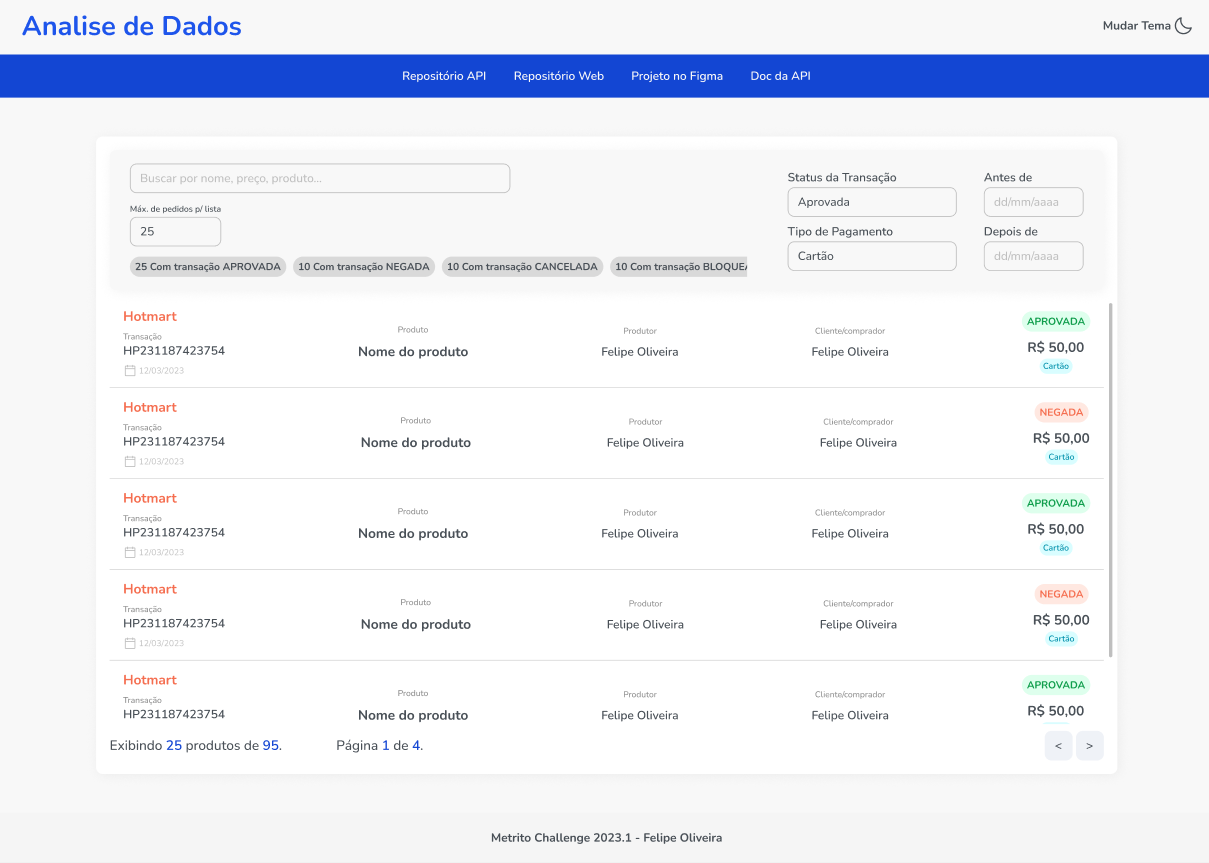 Analise de Dados
Mudar Tema
Repositório API Repositório Web Projeto no Figma Doc da API
Buscar por nome, preço, produto...
Máx. de pedidos p/ lista
25
25 Com transação APROVADA 10 Com transação NEGADA 10 Com transação CANCELADA 10 Com transação BLOQUEA
Status da Transação
Aprovada
Tipo de Pagamento
Cartão
Antes de
dd/mm/aaaa
Depois de
dd/mm/aaaa
Hotmart
Transação
HP231187423754
12/03/2023
Produto
Nome do produto
Produtor
Felipe Oliveira
Cliente/comprador
Felipe Oliveira
APROVADA
R$ 50,00
Cartão
Hotmart
Transação
HP231187423754
12/03/2023
Produto
Nome do produto
Produtor
Felipe Oliveira
Cliente/comprador
Felipe Oliveira
NEGADA
R$ 50,00
Cartão
Hotmart
Transação
HP231187423754
12/03/2023
Produto
Nome do produto
Produtor
Felipe Oliveira
Cliente/comprador
Felipe Oliveira
APROVADA
R$ 50,00
Cartão
Hotmart
Transação
HP231187423754
12/03/2023
Produto
Nome do produto
Produtor
Felipe Oliveira
Cliente/comprador
Felipe Oliveira
NEGADA
R$ 50,00
Cartão
Hotmart
Transação
HP231187423754
Produto
Nome do produto
Produtor
Felipe Oliveira
Cliente/comprador
Felipe Oliveira
APROVADA
R$ 50,00
Exibindo 25 produtos de 95. Página 1 de 4.
< >
Metrito Challenge 2023.1 - Felipe Oliveira